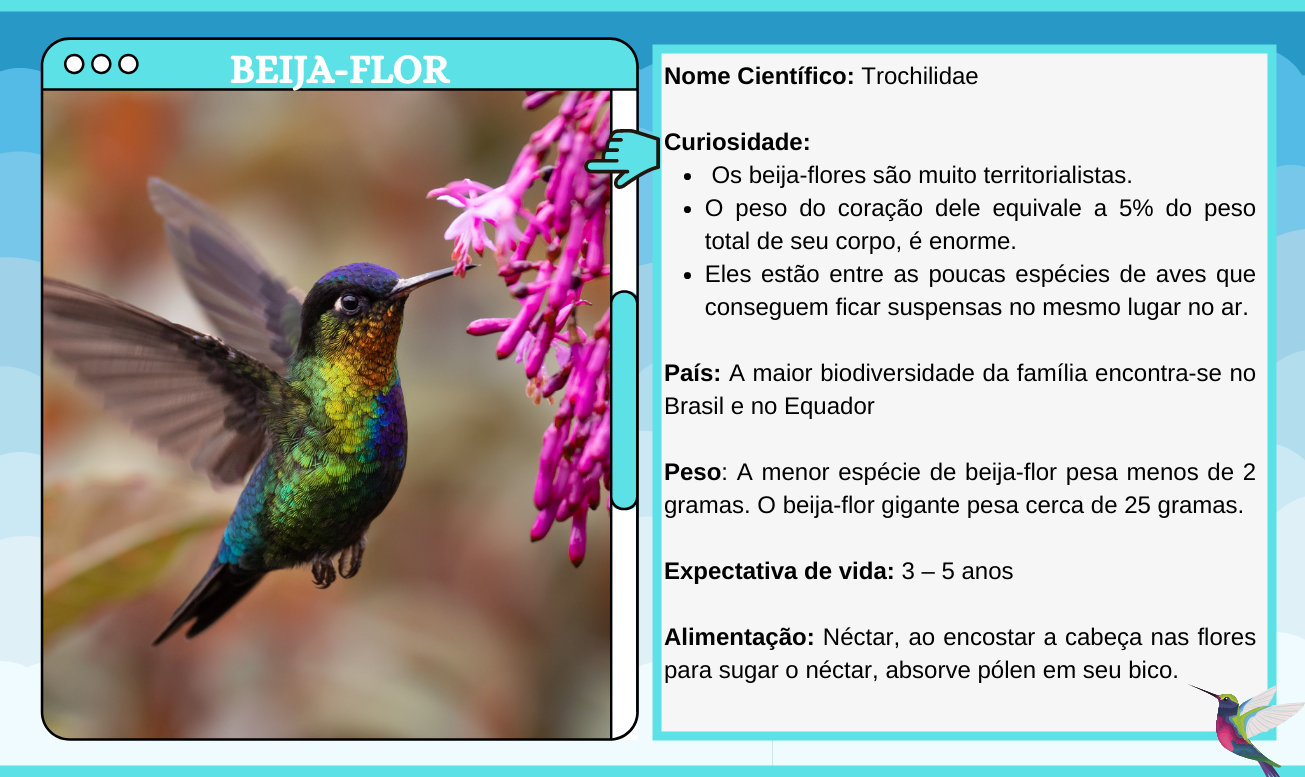 BEIJA-FLOR
Nome Científico: Trochilidae
Curiosidade:
Os beija-flores são muito territorialistas.
O peso do coração dele equivale a 5% do peso
total de seu corpo, é enorme.
Eles estão entre as poucas espécies de aves que
conseguem ficar suspensas no mesmo lugar no ar.
País: A maior biodiversidade da família encontra-se no
Brasil e no Equador
Peso: A menor espécie de beija-flor pesa menos de 2
gramas. O beija-flor gigante pesa cerca de 25 gramas.
Expectativa de vida: 3 – 5 anos
Alimentação: Néctar, ao encostar a cabeça nas flores
para sugar o néctar, absorve pólen em seu bico.